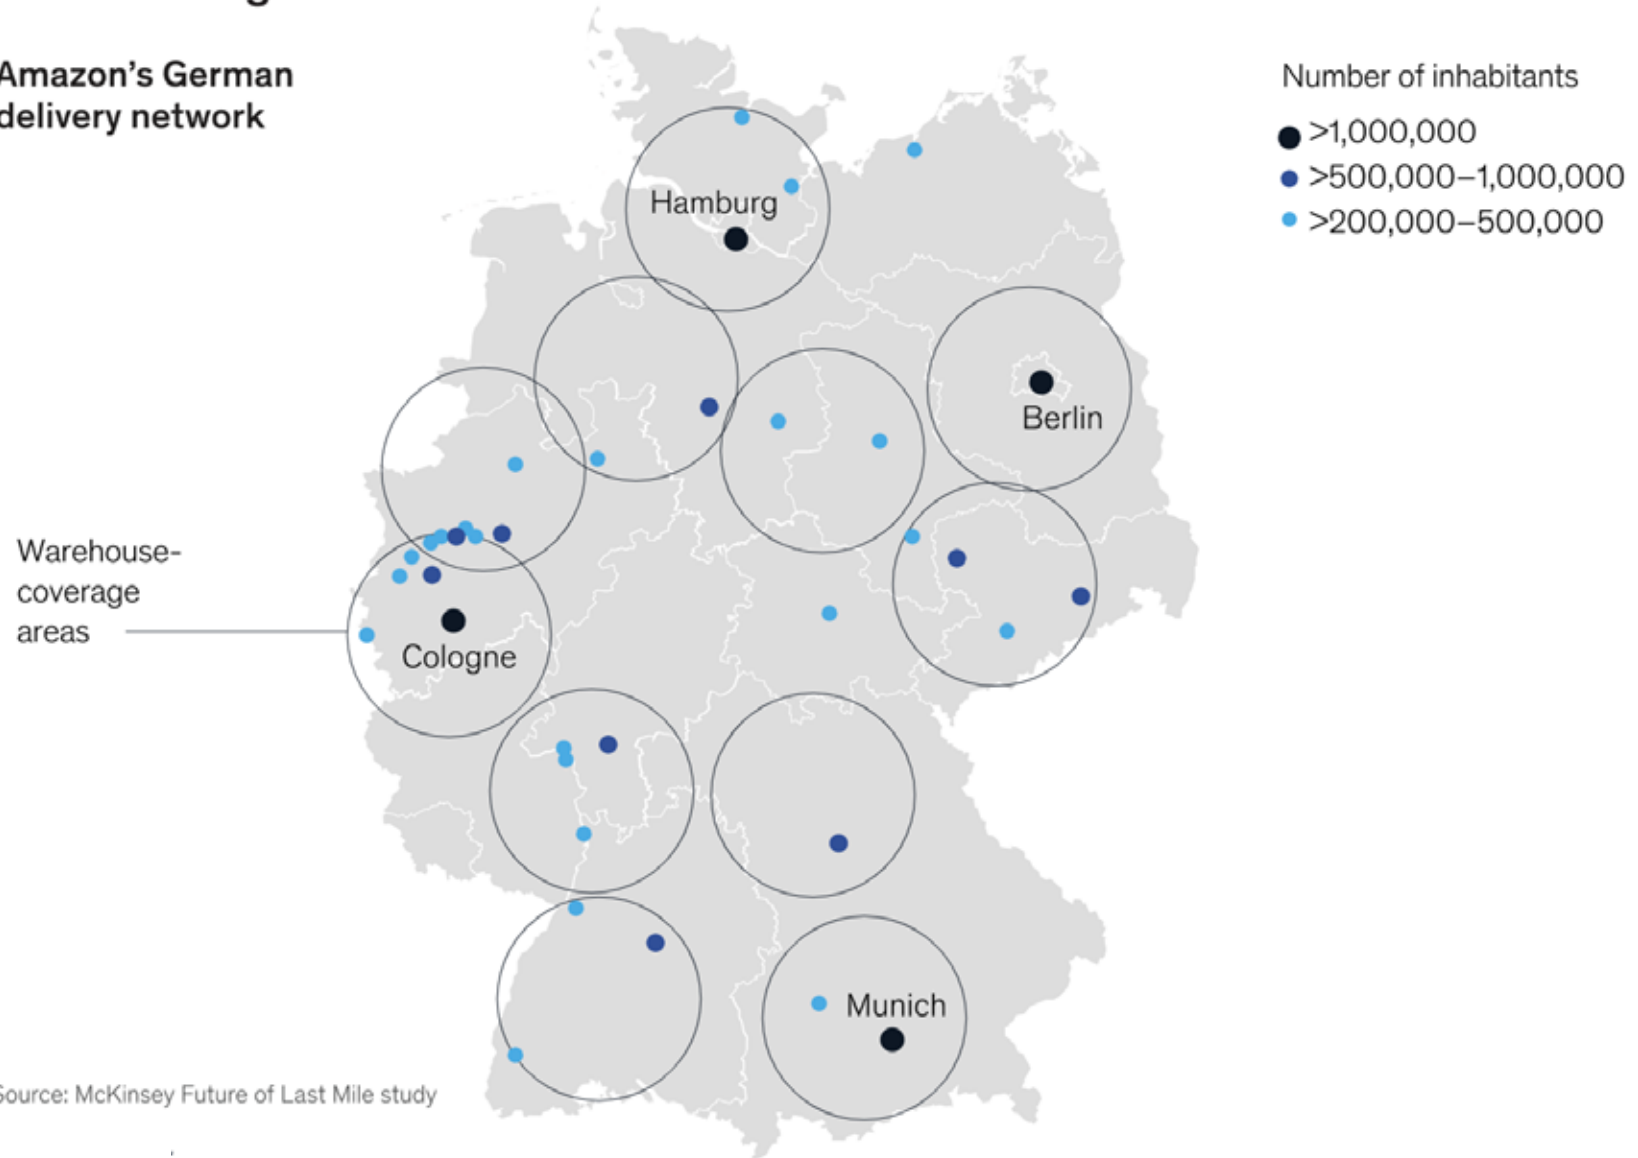 Amazon’s German
delivery network
Number of inhabitants
>1,000,000
>500,000–1,000,000
>200,000–500,000
Hamburg
Berlin
Warehouse-
coverage
areas
Cologne
Munich
Source: McKinsey Future of Last Mile study